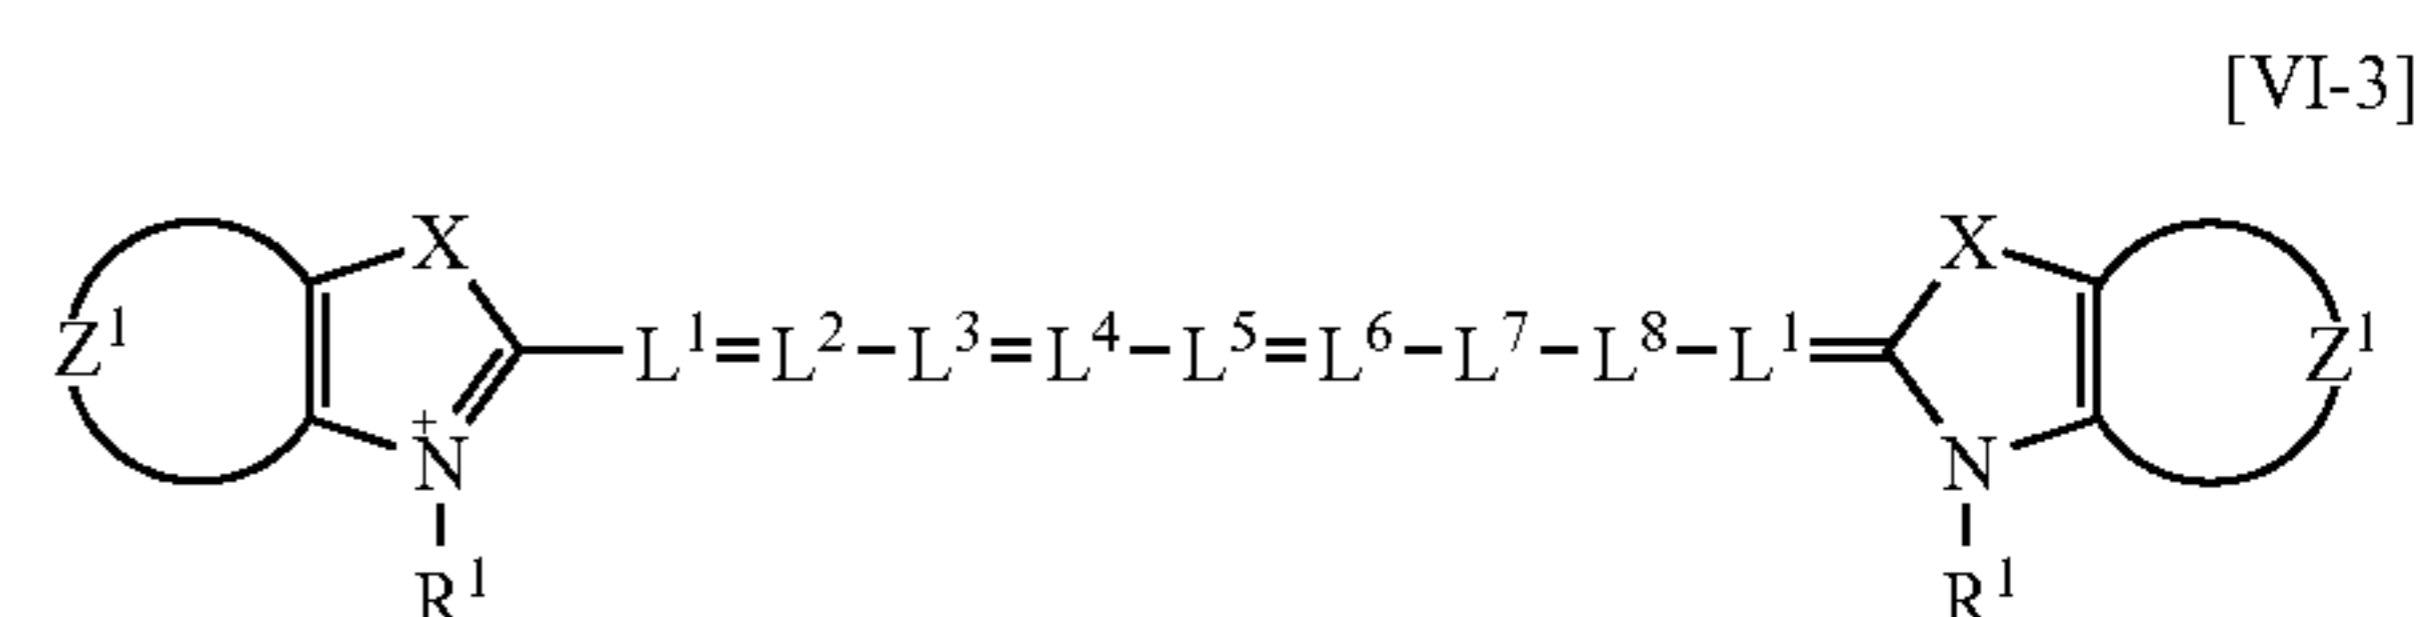 [VI-3]
X X
Z¹ L¹=L²–L³=L⁴–L⁵=L⁶–L⁷–L⁸–L¹ Z¹
+
N N
R¹ R¹